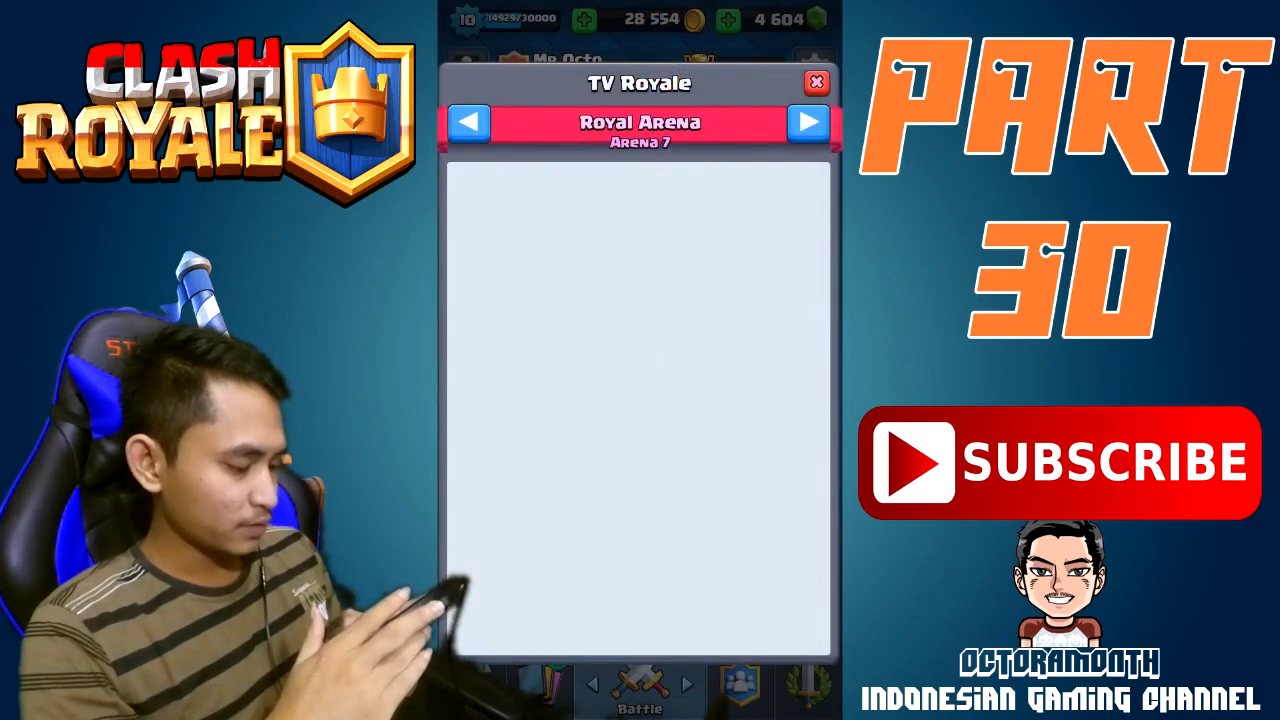 CLASH
ROYALE
10
14929/30000
28 554
4 604
Mr Octo
TV Royale
Royal Arena
Arena 7
Battle
PART
30
SUBSCRIBE
OCTORAMONTH
INDONESIAN GAMING CHANNEL